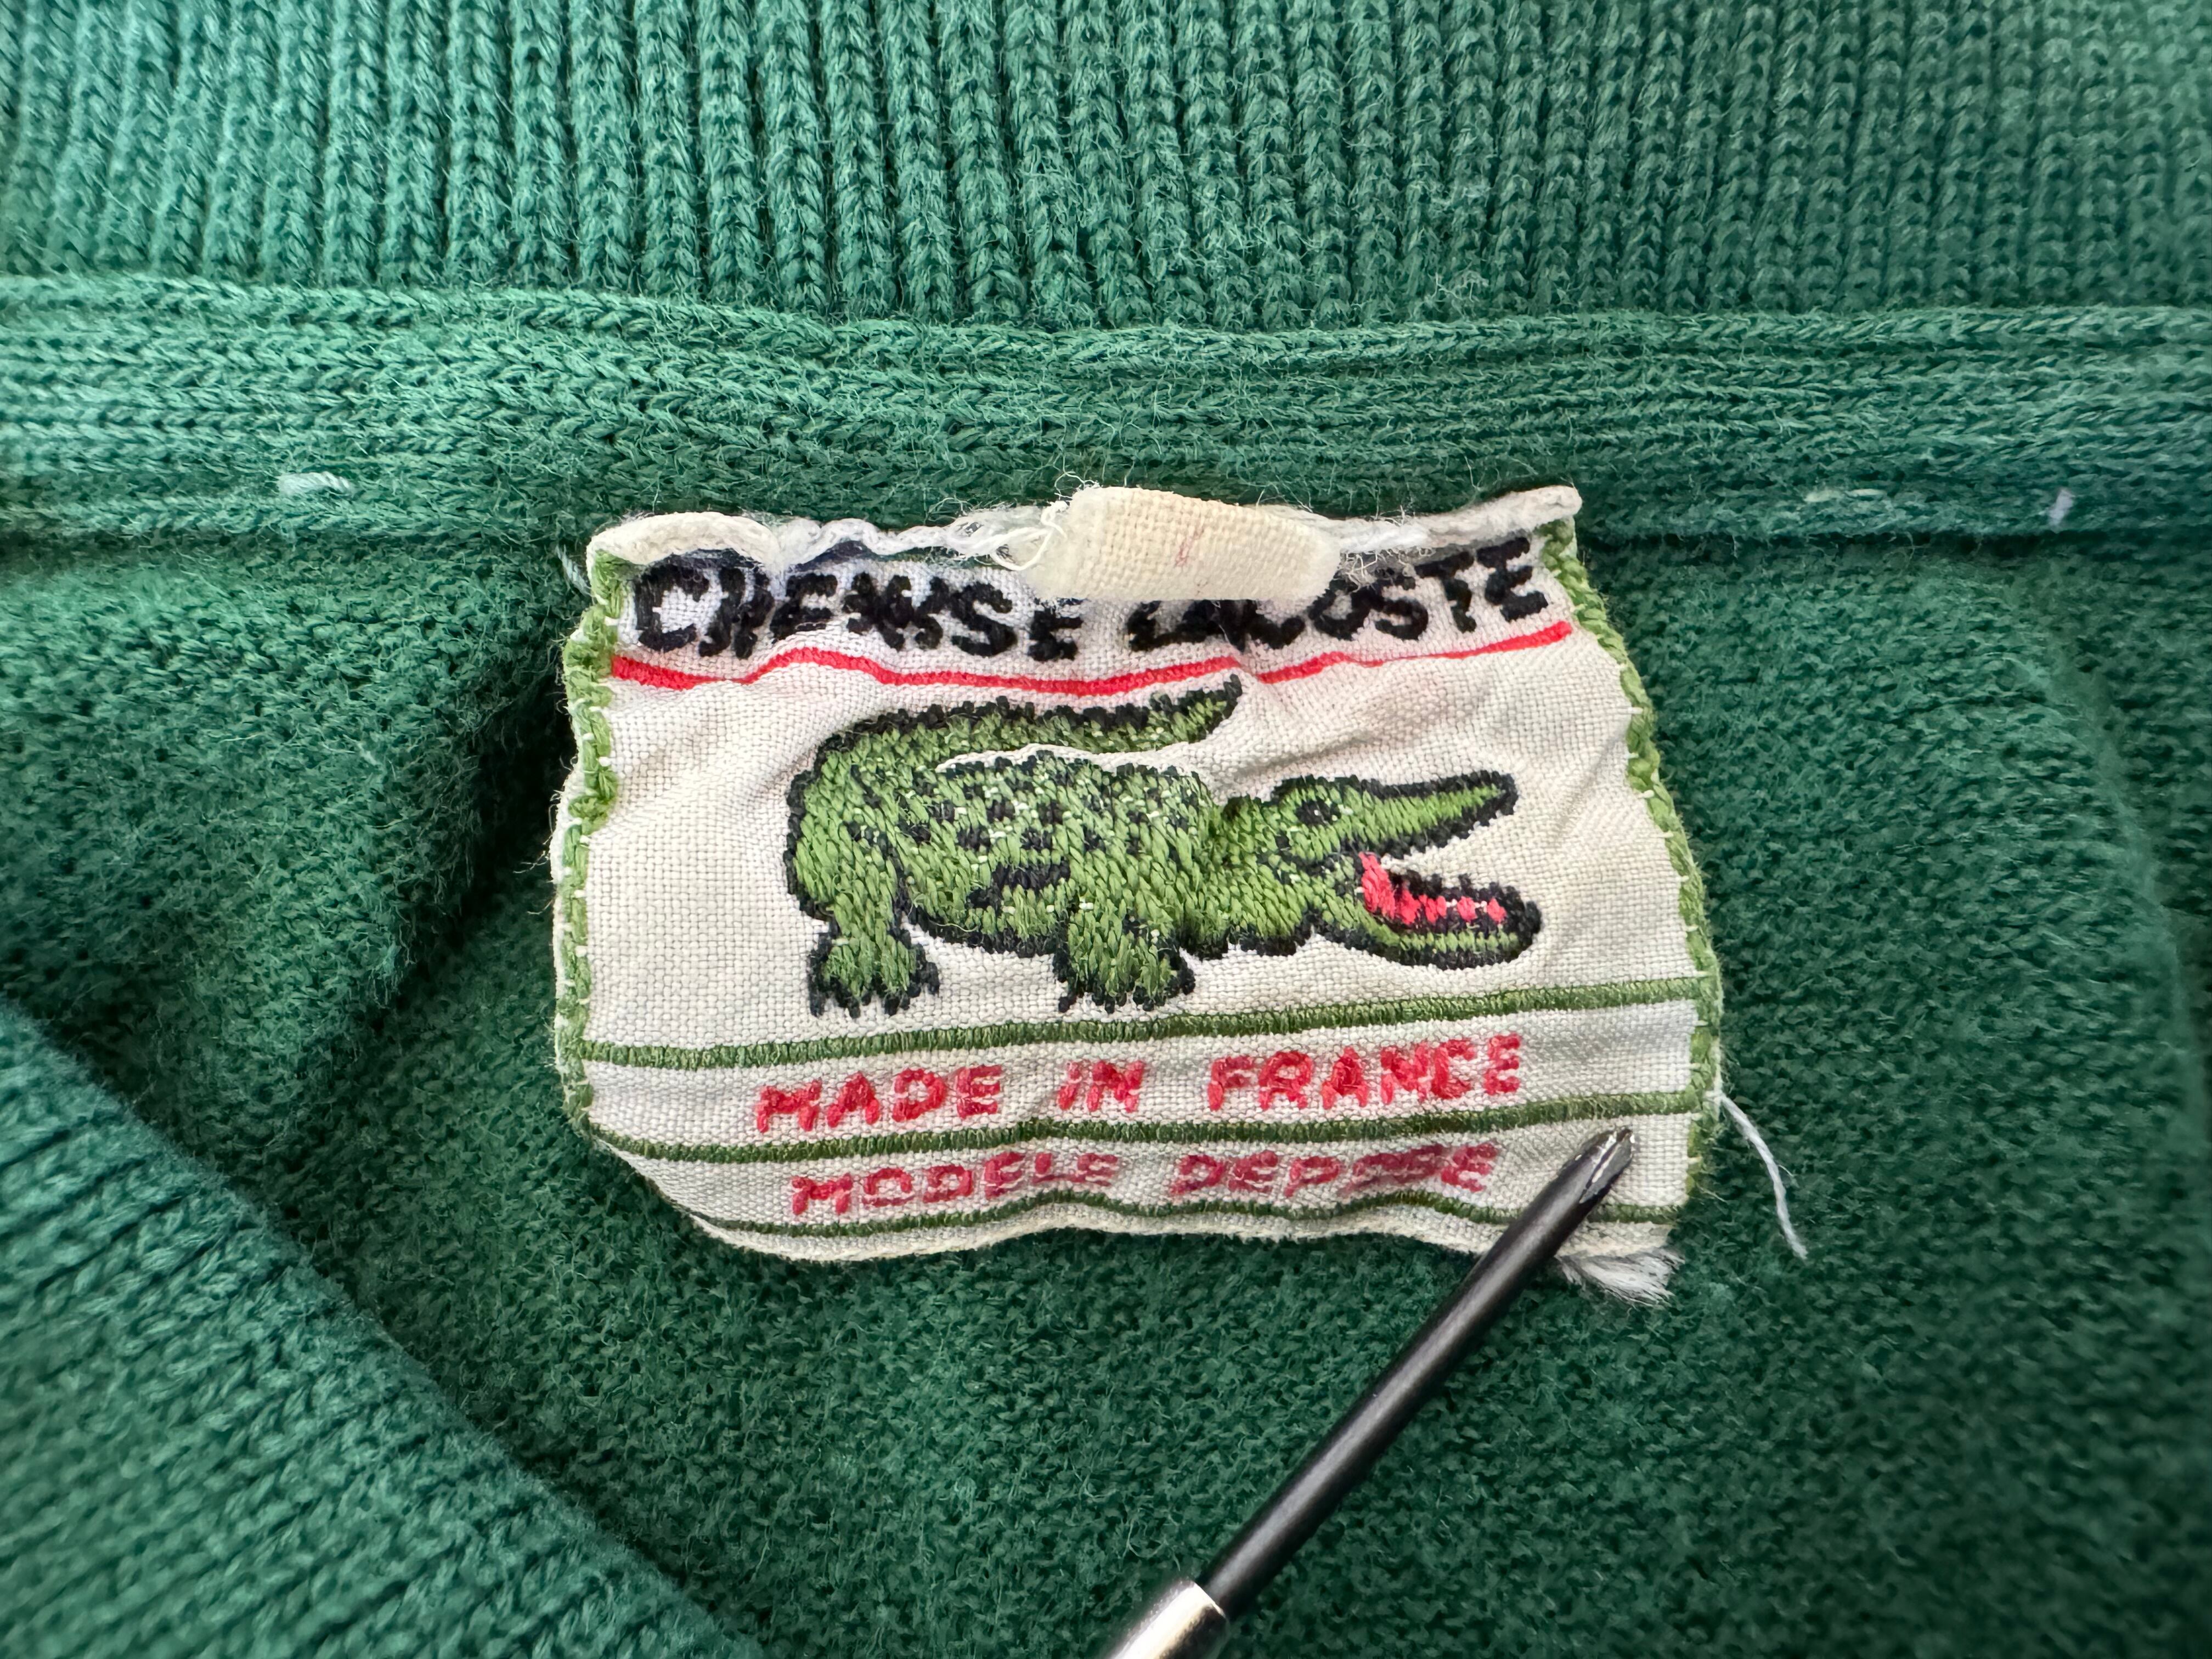 CHEMISE LACOSTE
MADE IN FRANCE
MODELE DEPOSE